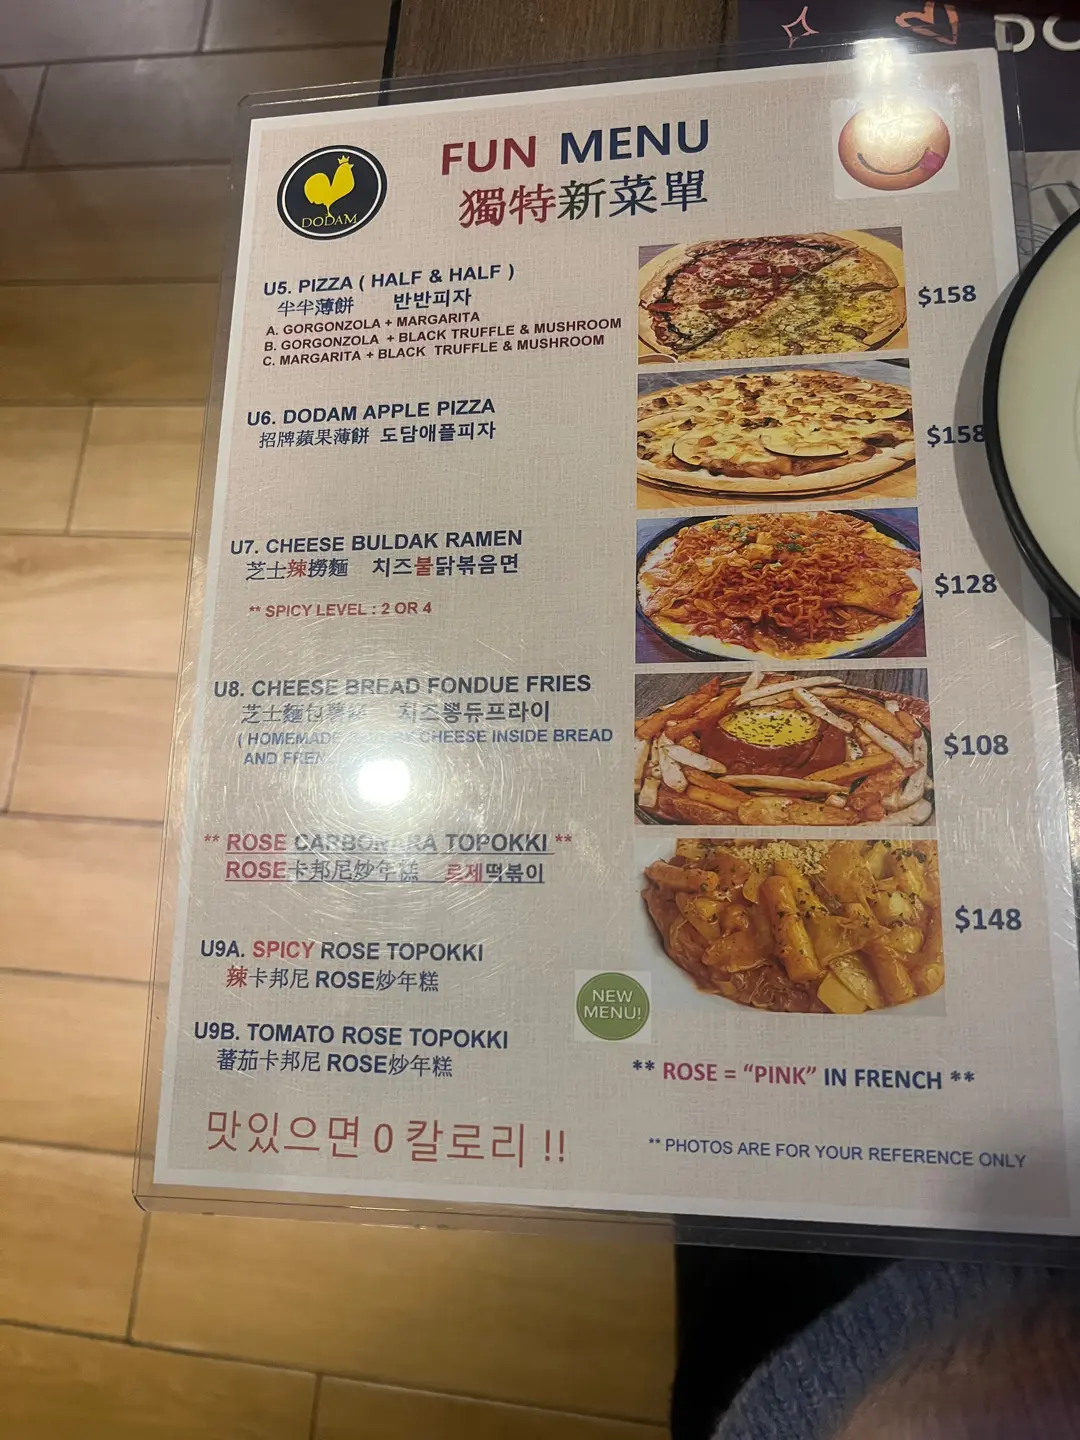 DO
DODAM
FUN MENU
獨特新菜單
U5. PIZZA ( HALF & HALF )
半半薄餅 반반피자
A. GORGONZOLA + MARGARITA
B. GORGONZOLA + BLACK TRUFFLE & MUSHROOM
C. MARGARITA + BLACK TRUFFLE & MUSHROOM
$158
U6. DODAM APPLE PIZZA
招牌蘋果薄餅 도담애플피자
$158
U7. CHEESE BULDAK RAMEN
芝士辣撈麵 치즈불닭볶음면
** SPICY LEVEL : 2 OR 4
$128
U8. CHEESE BREAD FONDUE FRIES
芝士麵包薯 치즈뽕듀프라이
( HOMEMADE CHEESE INSIDE BREAD
AND
$108
** ROSE CARBONARA TOPOKKI **
ROSE卡邦尼炒年糕 로제떡볶이
$148
U9A. SPICY ROSE TOPOKKI
辣卡邦尼 ROSE炒年糕
NEW
MENU!
U9B. TOMATO ROSE TOPOKKI
蕃茄卡邦尼 ROSE炒年糕
** ROSE = “PINK” IN FRENCH **
맛있으면 0 칼로리 !!
** PHOTOS ARE FOR YOUR REFERENCE ONLY